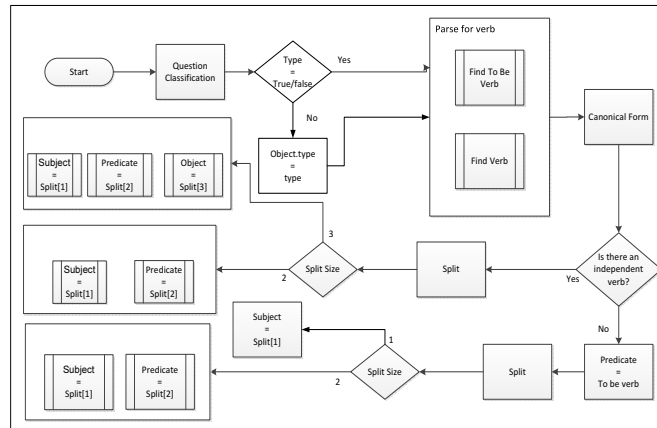 Start
Question
Classification
Type
=
True/false
Yes
No
Object.type
=
type
Parse for verb
Find To Be
Verb
Find Verb
Canonical Form
Is there an
independent
verb?
Yes
No
Split
Split Size
3
2
Subject
=
Split[1]
Predicate
=
Split[2]
Object
=
Split[3]
Subject
=
Split[1]
Predicate
=
Split[2]
Predicate
=
To be verb
Split
Split Size
1
2
Subject
=
Split[1]
Subject
=
Split[1]
Predicate
=
Split[2]